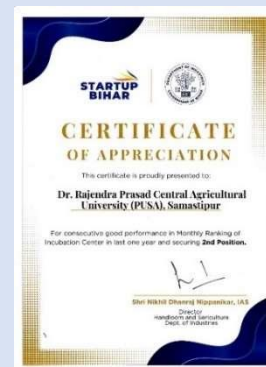 STARTUP
BIHAR
CERTIFICATE
OF APPRECIATION
This certificate is proudly presented to:
Dr. Rajendra Prasad Central Agricultural
University (PUSA), Samastipur
For consecutive good performance in Monthly Ranking of
Incubation Center in last one year and securing 2nd Position.
Shri Nikhil Dhanraj Nippanikar, IAS
Director
Handloom and Sericulture
Dept. of Industries